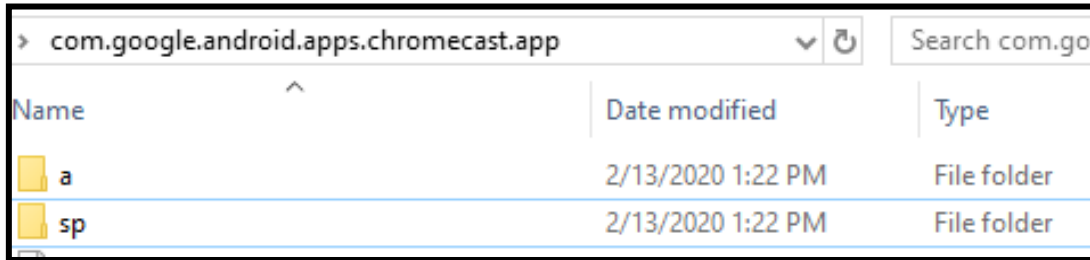 > com.google.android.apps.chromecast.app Search com.go
Name Date modified Type
a 2/13/2020 1:22 PM File folder
sp 2/13/2020 1:22 PM File folder